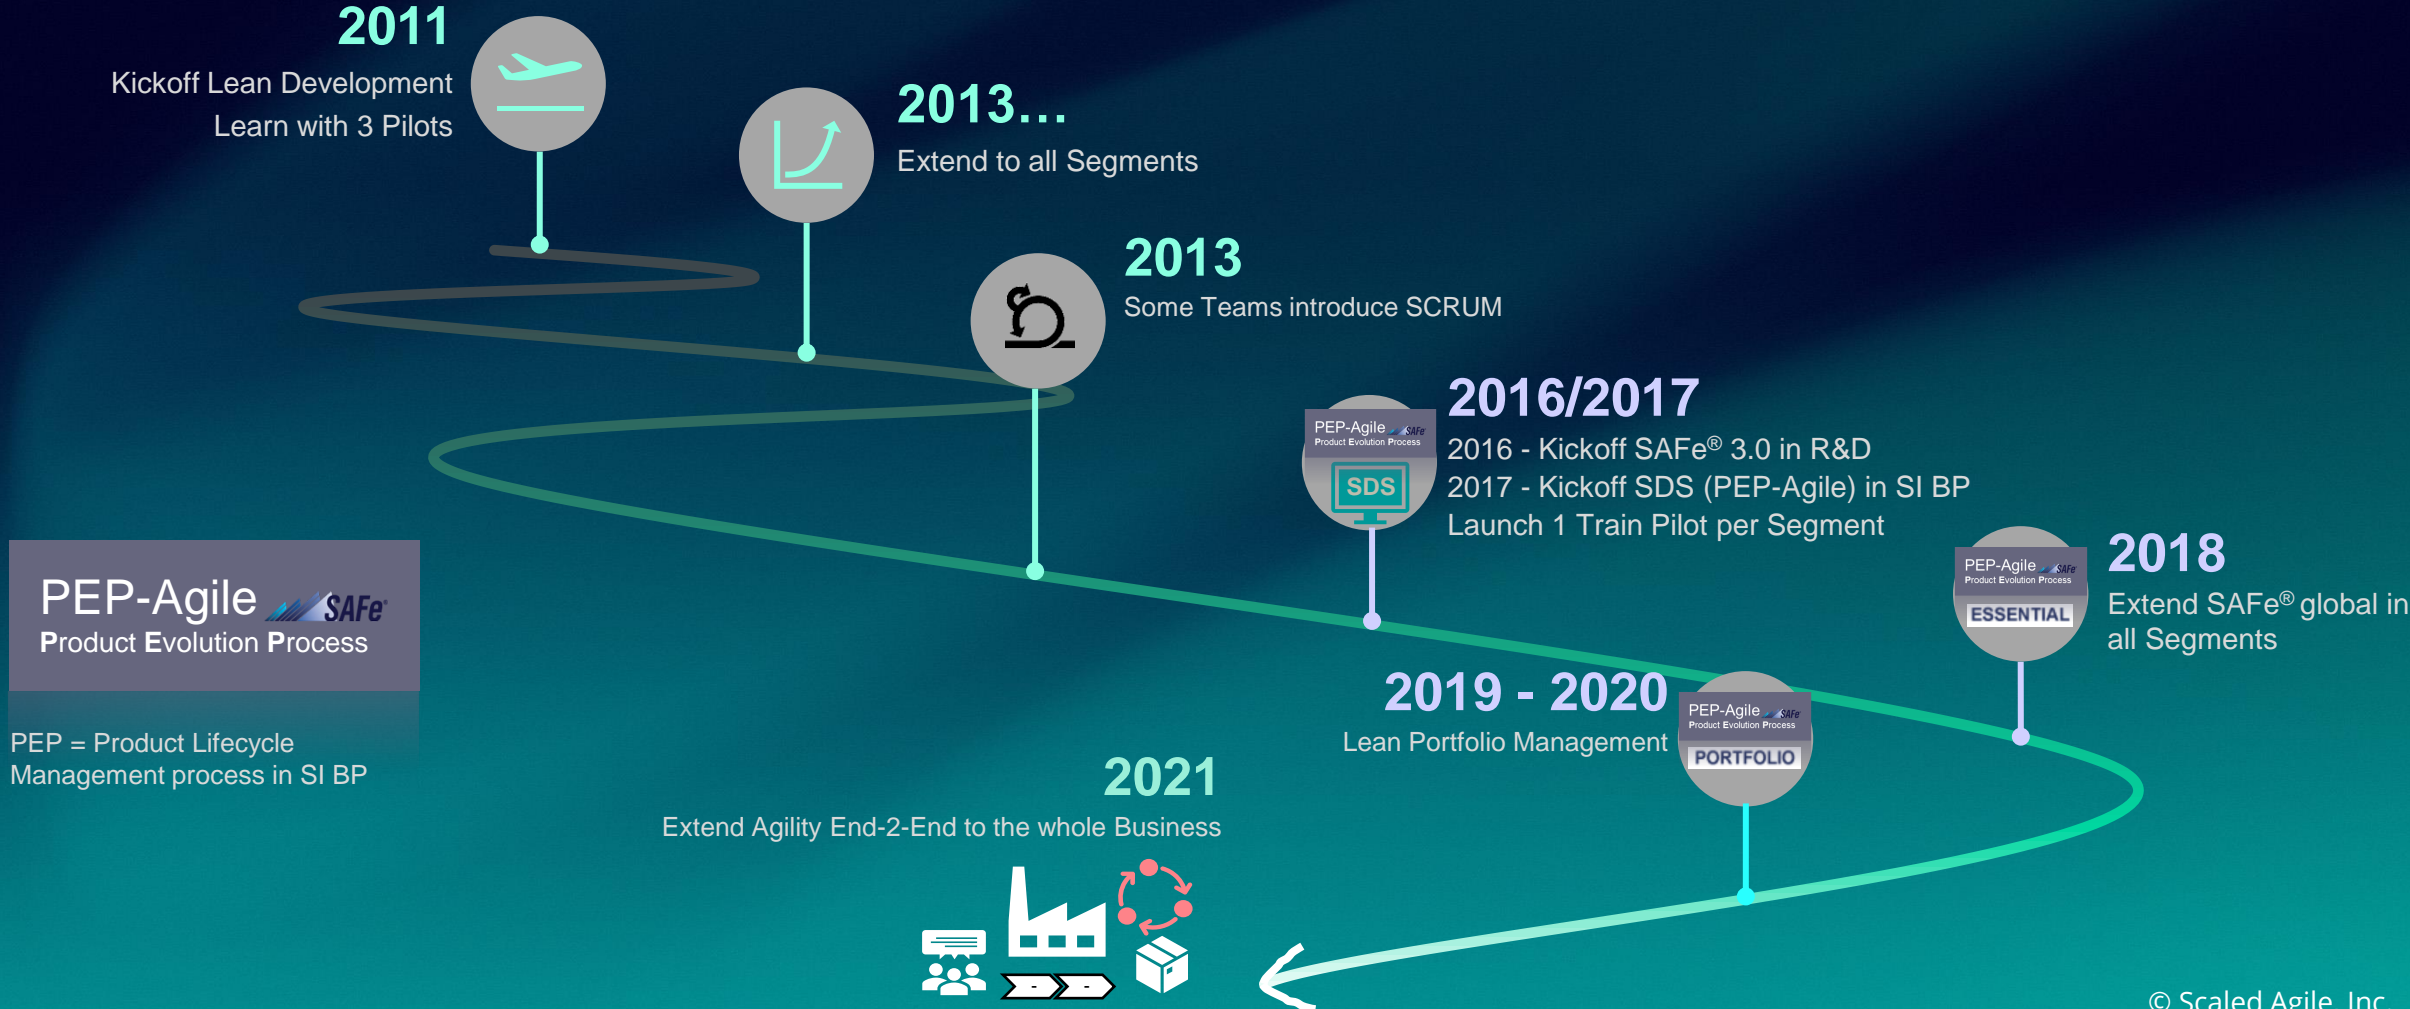 2011
Kickoff Lean Development
Learn with 3 Pilots
2013...
Extend to all Segments
2013
Some Teams introduce SCRUM
2016/2017
2016 - Kickoff SAFe® 3.0 in R&D
2017 - Kickoff SDS (PEP-Agile) in SI BP
Launch 1 Train Pilot per Segment
PEP-Agile SAFe®
Product Evolution Process
SDS
2018
Extend SAFe® global in
all Segments
PEP-Agile SAFe®
Product Evolution Process
ESSENTIAL
PEP-Agile SAFe®
Product Evolution Process
PEP = Product Lifecycle
Management process in SI BP
2019 - 2020
Lean Portfolio Management
PEP-Agile SAFe®
Product Evolution Process
PORTFOLIO
2021
Extend Agility End-2-End to the whole Business
- -
© Scaled Agile, Inc.